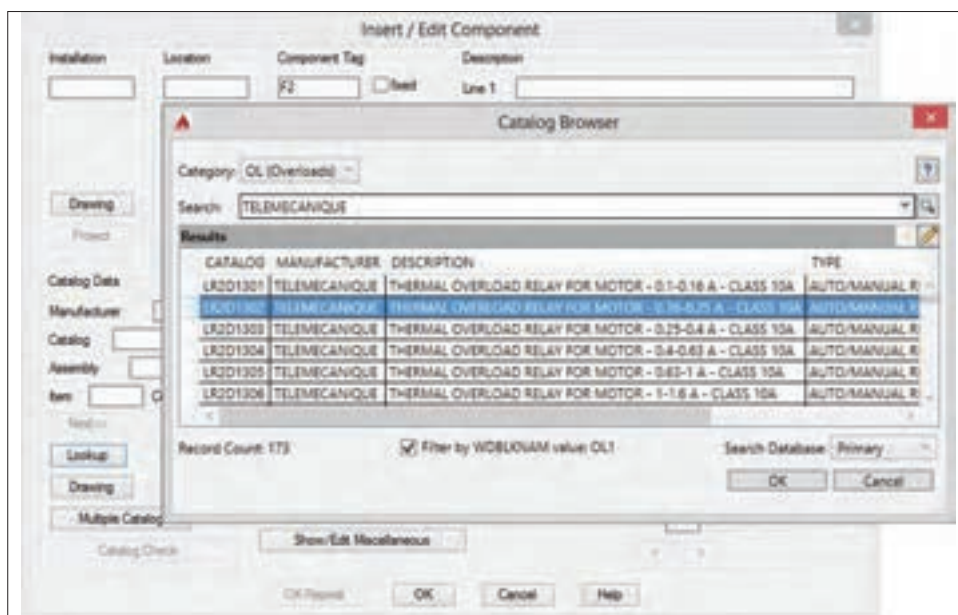 Insert / Edit Component
Installation Location Component Tag Description
F2 fixed Line 1
Catalog Browser
Category: OL (Overloads)
Drawing
Search: TELEMECANIQUE
Project
Results
CATALOG MANUFACTURER DESCRIPTION TYPE
Catalog Data
LR2D1301 TELEMECANIQUE THERMAL OVERLOAD RELAY FOR MOTOR - 0.1-0.16 A - CLASS 10A AUTO/MANUAL R
Manufacturer
LR2D1302 TELEMECANIQUE THERMAL OVERLOAD RELAY FOR MOTOR - 0.16-0.25 A - CLASS 10A AUTO/MANUAL R
Catalog
LR2D1303 TELEMECANIQUE THERMAL OVERLOAD RELAY FOR MOTOR - 0.25-0.4 A - CLASS 10A AUTO/MANUAL R
LR2D1304 TELEMECANIQUE THERMAL OVERLOAD RELAY FOR MOTOR - 0.4-0.63 A - CLASS 10A AUTO/MANUAL R
Assembly
LR2D1305 TELEMECANIQUE THERMAL OVERLOAD RELAY FOR MOTOR - 0.63-1 A - CLASS 10A AUTO/MANUAL R
Item C
LR2D1306 TELEMECANIQUE THERMAL OVERLOAD RELAY FOR MOTOR - 1-1.6 A - CLASS 10A AUTO/MANUAL R
Next>>
Record Count: 173 Filter by WDBLKNAM value: OL1 Search Database: Primary
Lookup
OK Cancel
Drawing
Multiple Catalog
Show/Edit Miscellaneous
Catalog Check
OK-Repeat OK Cancel Help